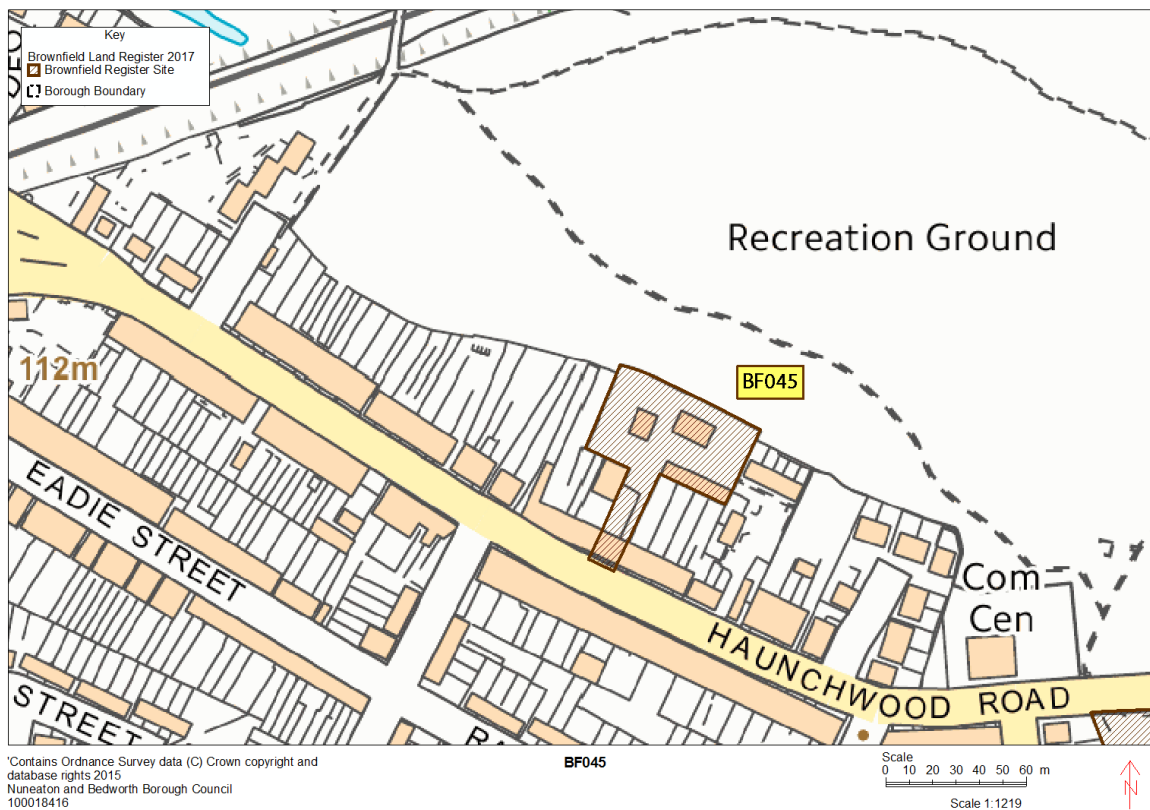 Key
Brownfield Land Register 2017
Brownfield Register Site
Borough Boundary
Recreation Ground
BF045
112m
EADIE STREET
Com
Cen
HAUNCHWOOD ROAD
STREET
'Contains Ordnance Survey data (C) Crown copyright and
database rights 2015
Nuneaton and Bedworth Borough Council
100018416
BF045
Scale
0 10 20 30 40 50 60 m
Scale 1:1219
N